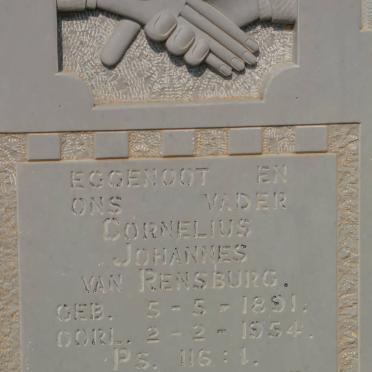 EGGENOOT EN
ONS VADER
CORNELIUS
JOHANNES
VAN RENSBURG.
GEB. 5-5-1891.
OORL. 2-2-1954.
PS. 116:1.